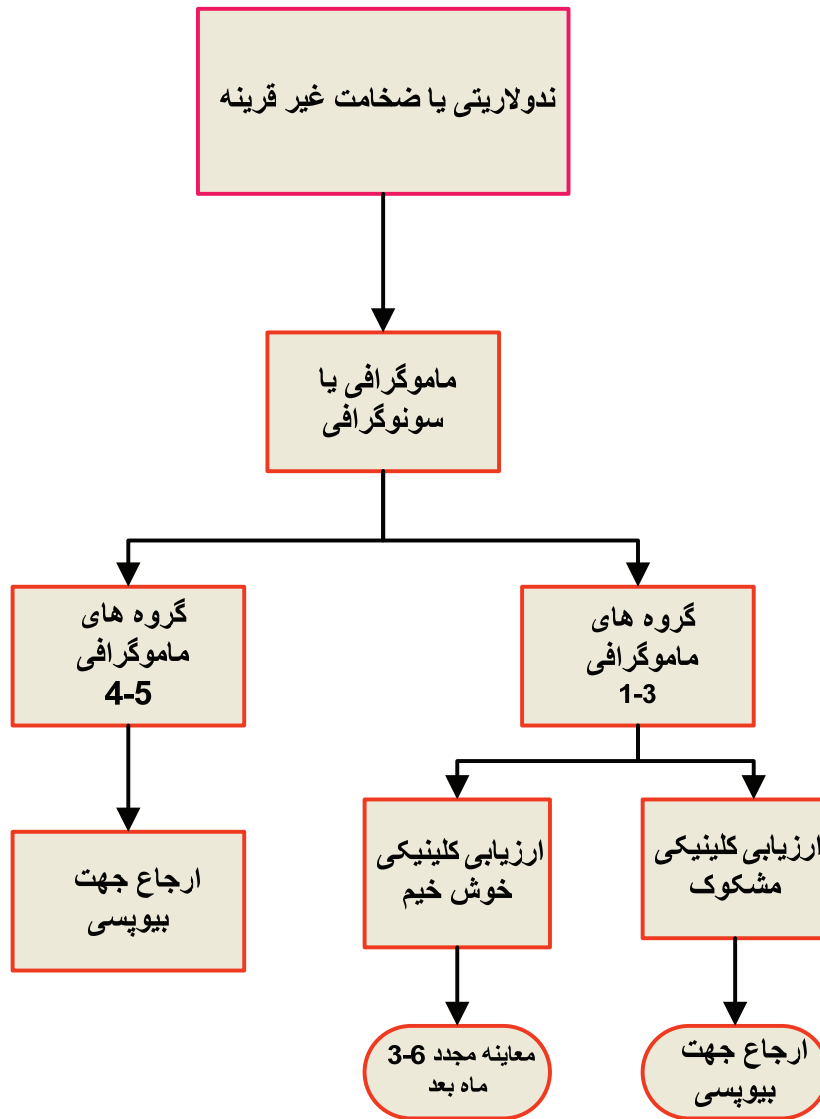 ندولاریتی یا ضخامت غیر قرینه
ماموگرافی یا
سونوگرافی
گروه های
ماموگرافی
1-3
گروه های
ماموگرافی
4-5
ارزیابی کلینیکی
مشکوک
ارزیابی کلینیکی
خوش خیم
ارجاع جهت
بیوپسی
ارجاع جهت
بیوپسی
معاینه مجدد 6-3
ماه بعد